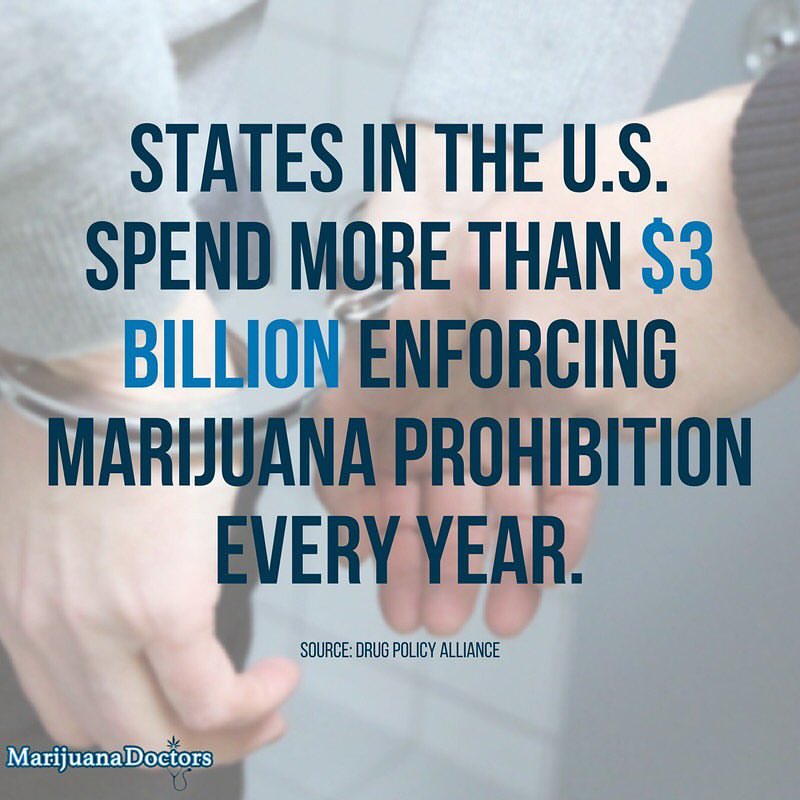 STATES IN THE U.S.
SPEND MORE THAN $3
BILLION ENFORCING
MARIJUANA PROHIBITION
EVERY YEAR.
SOURCE: DRUG POLICY ALLIANCE
MarijuanaDoctors